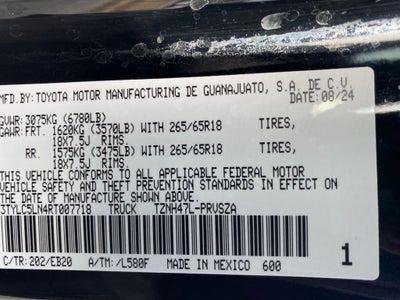 MFD.BY: TOYOTA MOTOR MANUFACTURING DE GUANAJUATO, S.A. DE C.V.
DATE: 08/24
GVWR: 3075KG (6780LB)
GAWR: FRT. 1620KG (3570LB) WITH 265/65R18 TIRES,
18X7.5J RIMS
RR. 1575KG (3475LB) WITH 265/65R18 TIRES,
18X7.5J RIMS
THIS VEHICLE CONFORMS TO ALL APPLICABLE FEDERAL MOTOR
VEHICLE SAFETY AND THEFT PREVENTION STANDARDS IN EFFECT
ON THE DATE OF MANUFACTURE SHOWN ABOVE.
3TYLC5LN4RT007718 TRUCK TZNH47L-PRVSZA
C/TR: 202/EB20 A/TM: /L580F MADE IN MEXICO 600
1